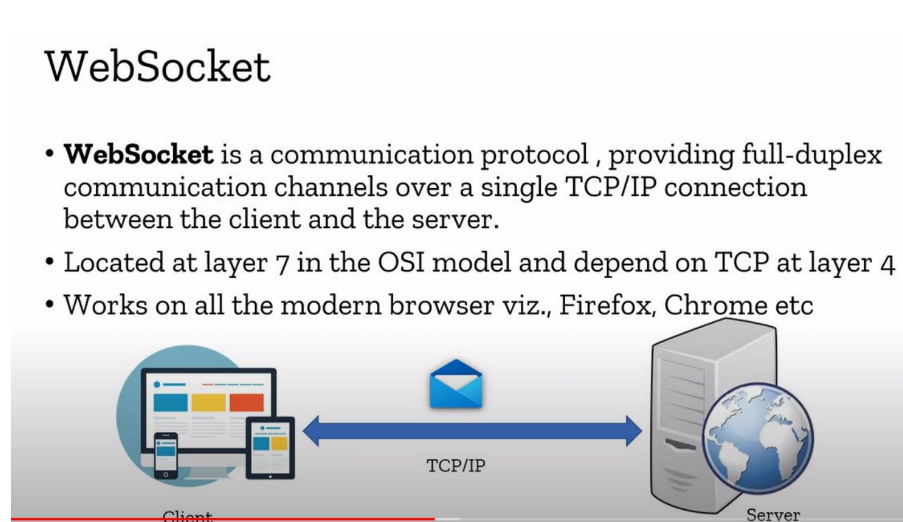 WebSocket
• WebSocket is a communication protocol , providing full-duplex
communication channels over a single TCP/IP connection
between the client and the server.
• Located at layer 7 in the OSI model and depend on TCP at layer 4
• Works on all the modern browser viz., Firefox, Chrome etc
TCP/IP
Client
Server